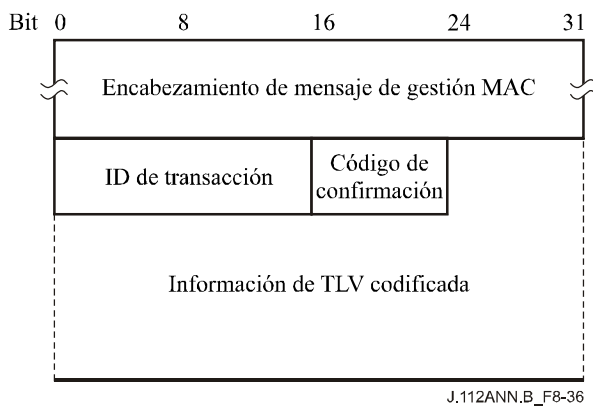 Bit 0 8 16 24 31
Encabezamiento de mensaje de gestión MAC
ID de transacción
Código de
confirmación
Información de TLV codificada
J.112ANN.B_F8-36